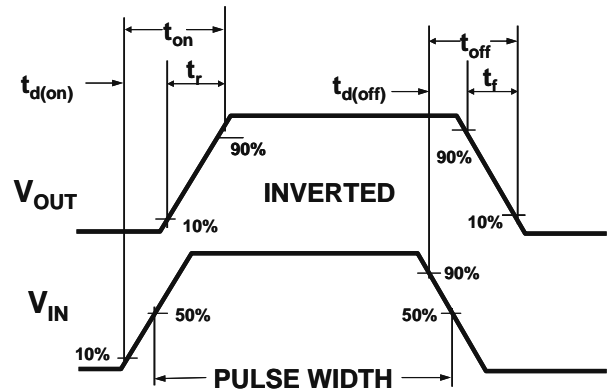 t_on
t_off
t_d(on)
t_r
t_d(off)
t_f
90%
90%
V_OUT
INVERTED
10%
10%
90%
V_IN
50%
50%
10%
PULSE WIDTH